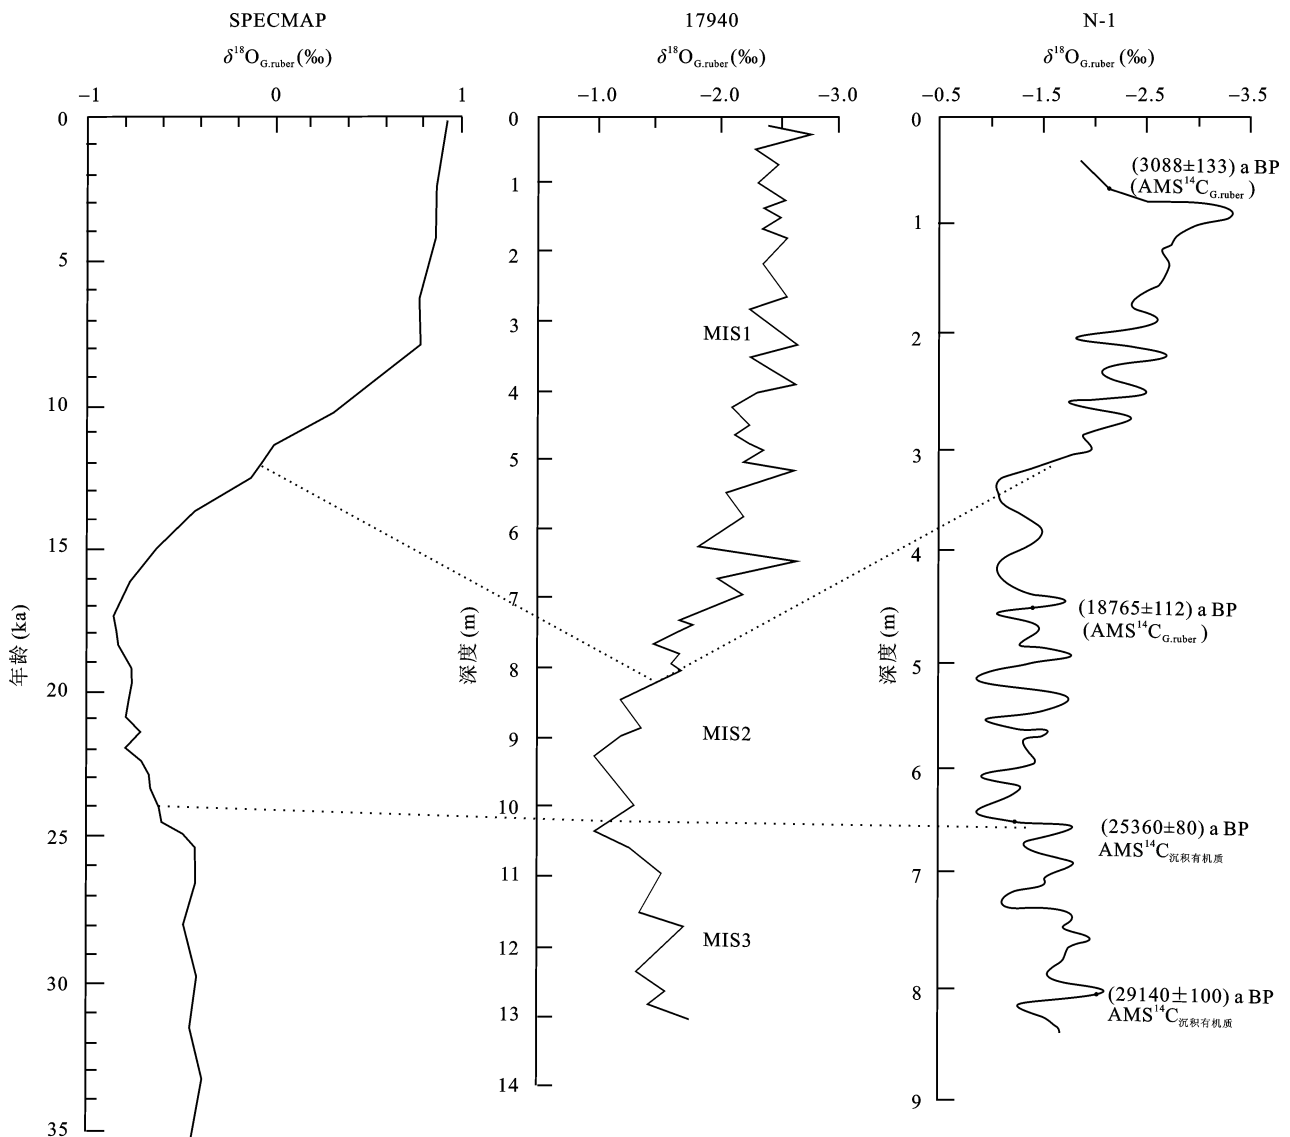 SPECMAP
δ¹⁸O_G.ruber (‰)
−1 0 1
0
5
10
15
20
25
30
35
年龄 (ka)
17940
δ¹⁸O_G.ruber (‰)
−1.0 −2.0 −3.0
0
1
2
3
4
5
6
7
8
9
10
11
12
13
14
深度 (m)
MIS1
MIS2
MIS3
N-1
δ¹⁸O_G.ruber (‰)
−0.5 −1.5 −2.5 −3.5
0
1
2
3
4
5
6
7
8
9
深度 (m)
(3088±133) a BP
(AMS¹⁴C_G.ruber)
(18765±112) a BP
(AMS¹⁴C_G.ruber)
(25360±80) a BP
AMS¹⁴C沉积有机质
(29140±100) a BP
AMS¹⁴C沉积有机质